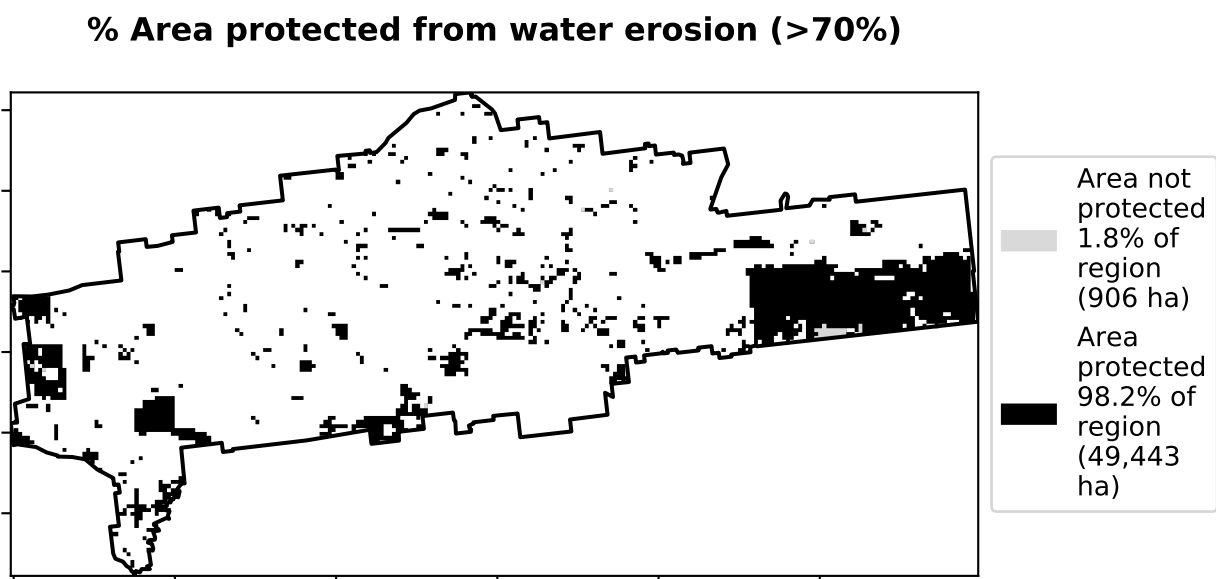 % Area protected from water erosion (>70%)
Area not
protected
1.8% of
region
(906 ha)
Area
protected
98.2% of
region
(49,443
ha)